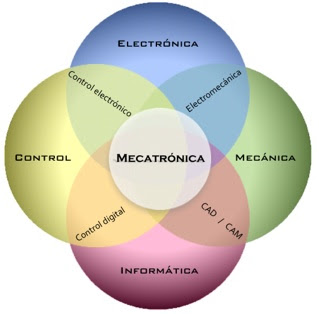 ELECTRÓNICA
Control electrónico
Electromecánica
CONTROL
MECATRÓNICA
MECÁNICA
Control digital
CAD / CAM
INFORMÁTICA